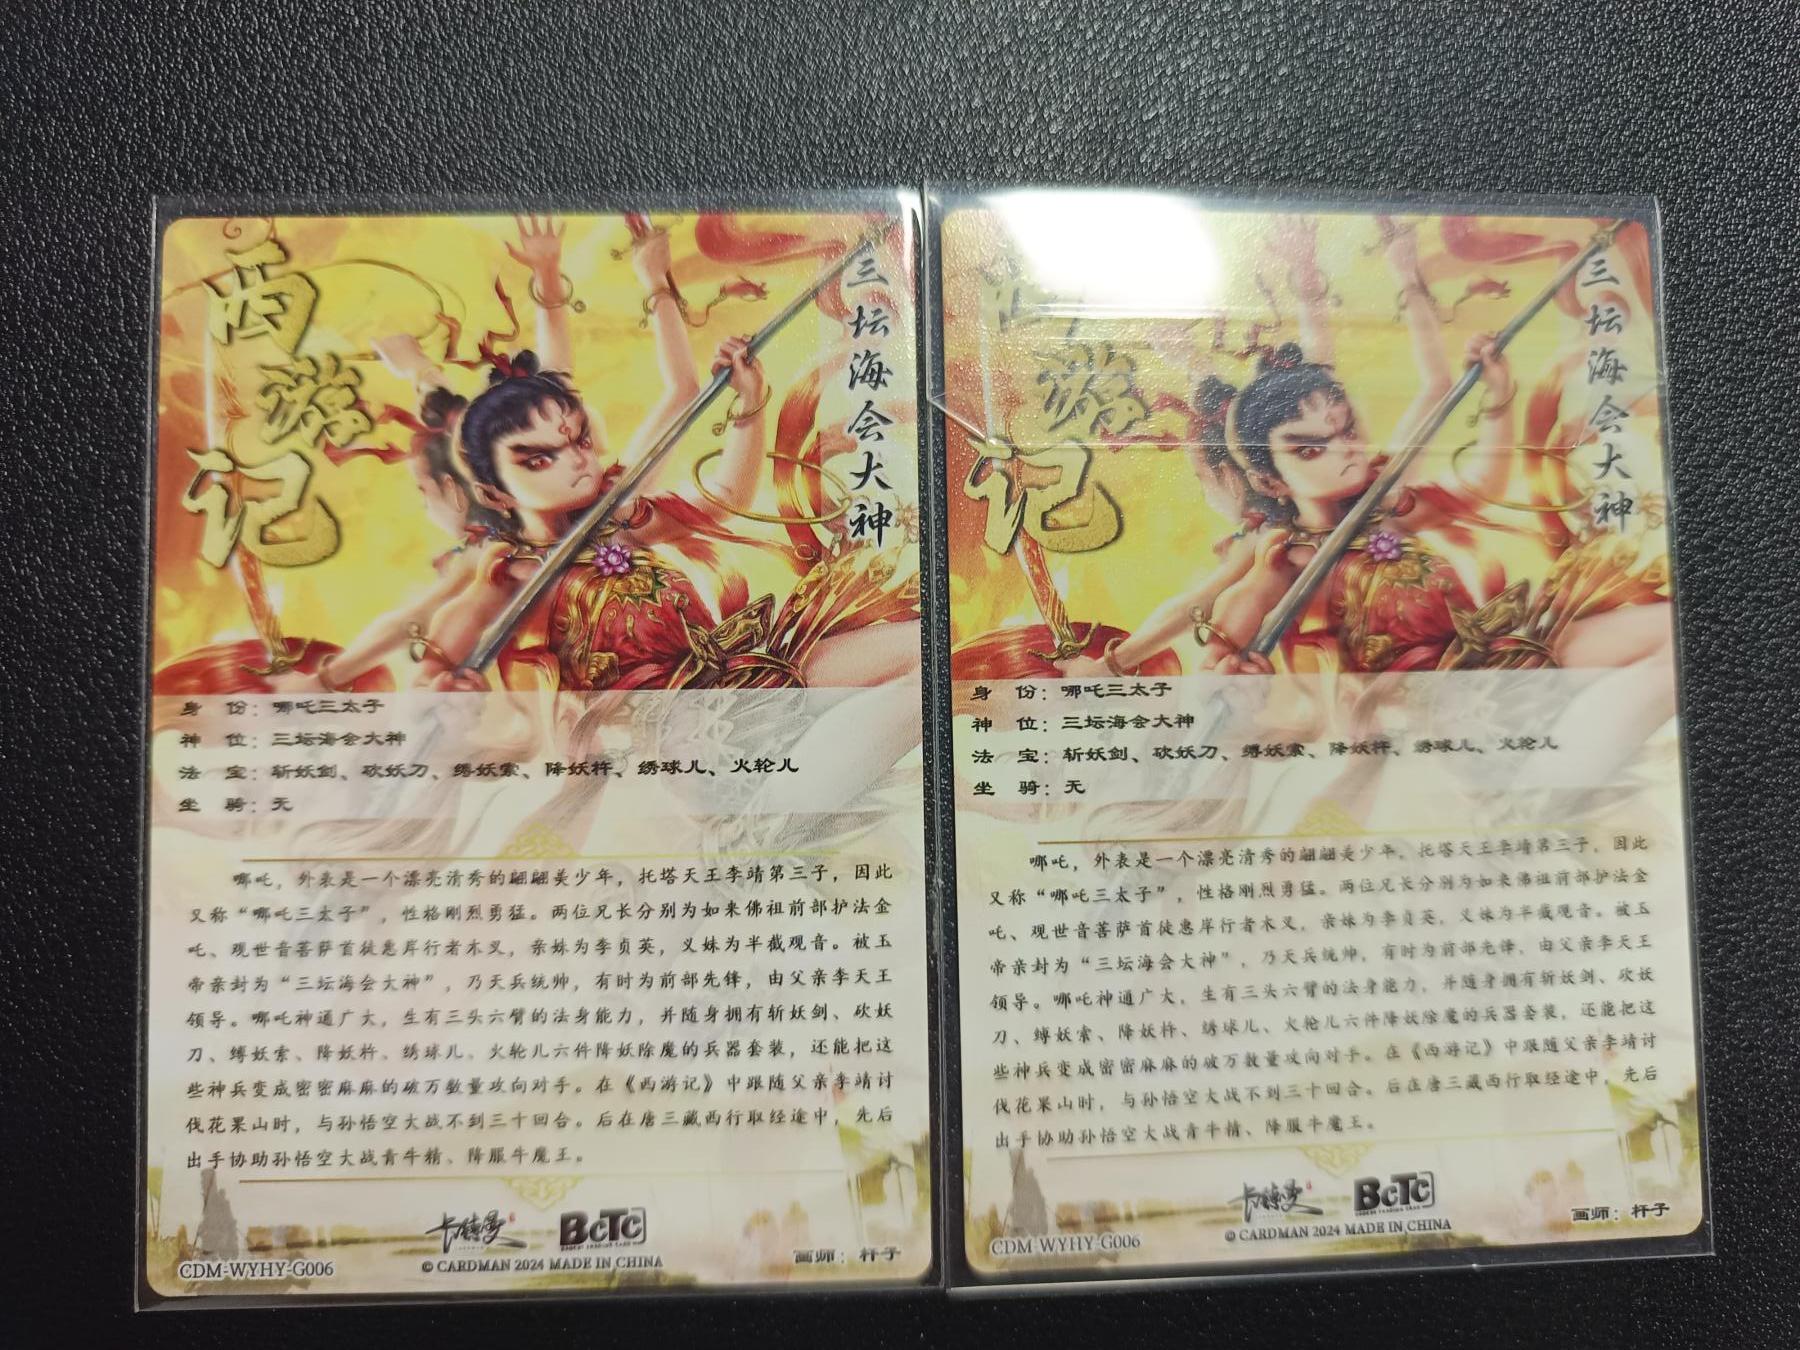 西游记
三坛海会大神
身 份：哪吒三太子
神 位：三坛海会大神
法 宝：斩妖剑、砍妖刀、缚妖索、降妖杵、绣球儿、火轮儿
坐 骑：无
哪吒，外表是一个漂亮清秀的翩翩美少年，托塔天王李靖第三子，因此
又称“哪吒三太子”，性格刚烈勇猛。两位兄长分别为如来佛祖前部护法金
吒、观世音菩萨首徒惠岸行者木叉，亲妹为李贞英，义妹为半截观音。被玉
帝亲封为“三坛海会大神”，乃天兵统帅，有时为前部先锋，由父亲李天王
领导。哪吒神通广大，生有三头六臂的法身能力，并随身拥有斩妖剑、砍妖
刀、缚妖索、降妖杵、绣球儿、火轮儿六件降妖除魔的兵器套装，还能把这
些神兵变成密密麻麻的破万数量攻向对手。在《西游记》中跟随父亲李靖讨
伐花果山时，与孙悟空大战不到三十回合。后在唐三藏西行取经途中，先后
出手协助孙悟空大战青牛精、降服牛魔王。
卡德曼
BCTC
画师：杆子
CDM-WYHY-G006
© CARDMAN 2024 MADE IN CHINA
西游记
三坛海会大神
身 份：哪吒三太子
神 位：三坛海会大神
法 宝：斩妖剑、砍妖刀、缚妖索、降妖杵、绣球儿、火轮儿
坐 骑：无
哪吒，外表是一个漂亮清秀的翩翩美少年，托塔天王李靖第三子，因此
又称“哪吒三太子”，性格刚烈勇猛。两位兄长分别为如来佛祖前部护法金
吒、观世音菩萨首徒惠岸行者木叉，亲妹为李贞英，义妹为半截观音。被玉
帝亲封为“三坛海会大神”，乃天兵统帅，有时为前部先锋，由父亲李天王
领导。哪吒神通广大，生有三头六臂的法身能力，并随身拥有斩妖剑、砍妖
刀、缚妖索、降妖杵、绣球儿、火轮儿六件降妖除魔的兵器套装，还能把这
些神兵变成密密麻麻的破万数量攻向对手。在《西游记》中跟随父亲李靖讨
伐花果山时，与孙悟空大战不到三十回合。后在唐三藏西行取经途中，先后
出手协助孙悟空大战青牛精、降服牛魔王。
卡德曼
BCTC
画师：杆子
CDM-WYHY-G006
© CARDMAN 2024 MADE IN CHINA